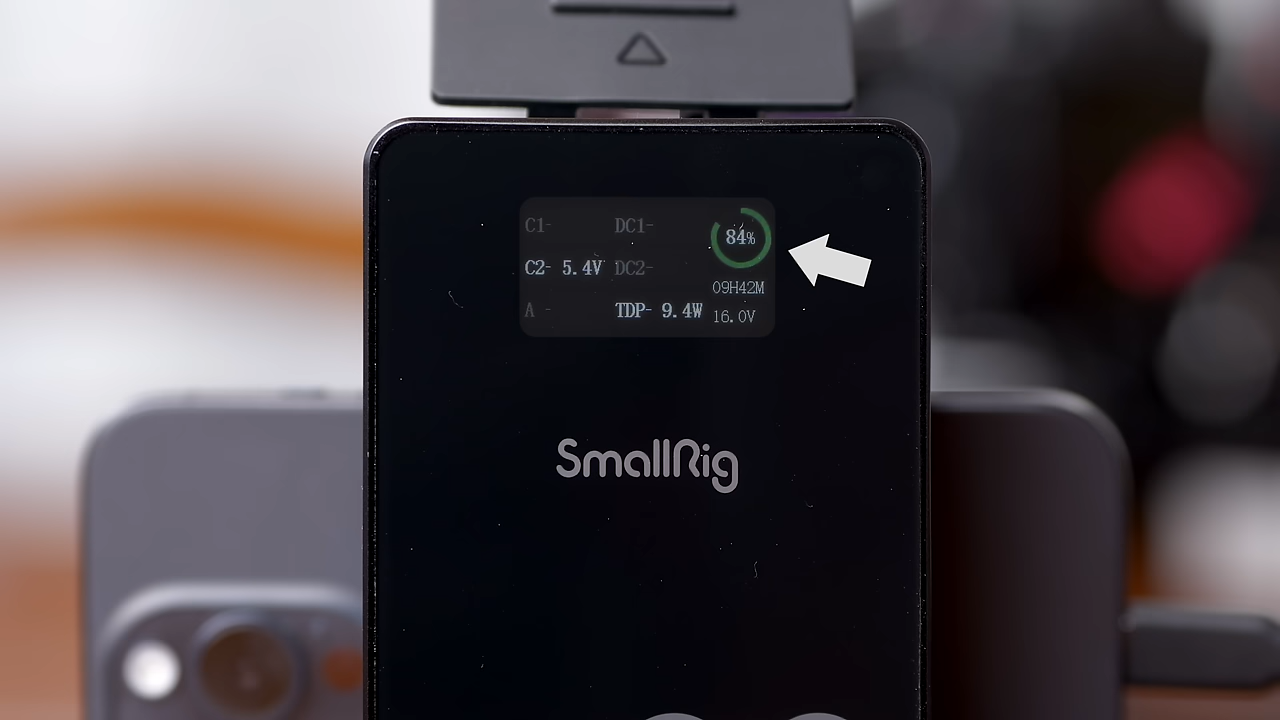 C1-
DC1-
84%
C2- 5.4V
DC2-
09H42M
A -
TDP- 9.4W
16.0V
SmallRig